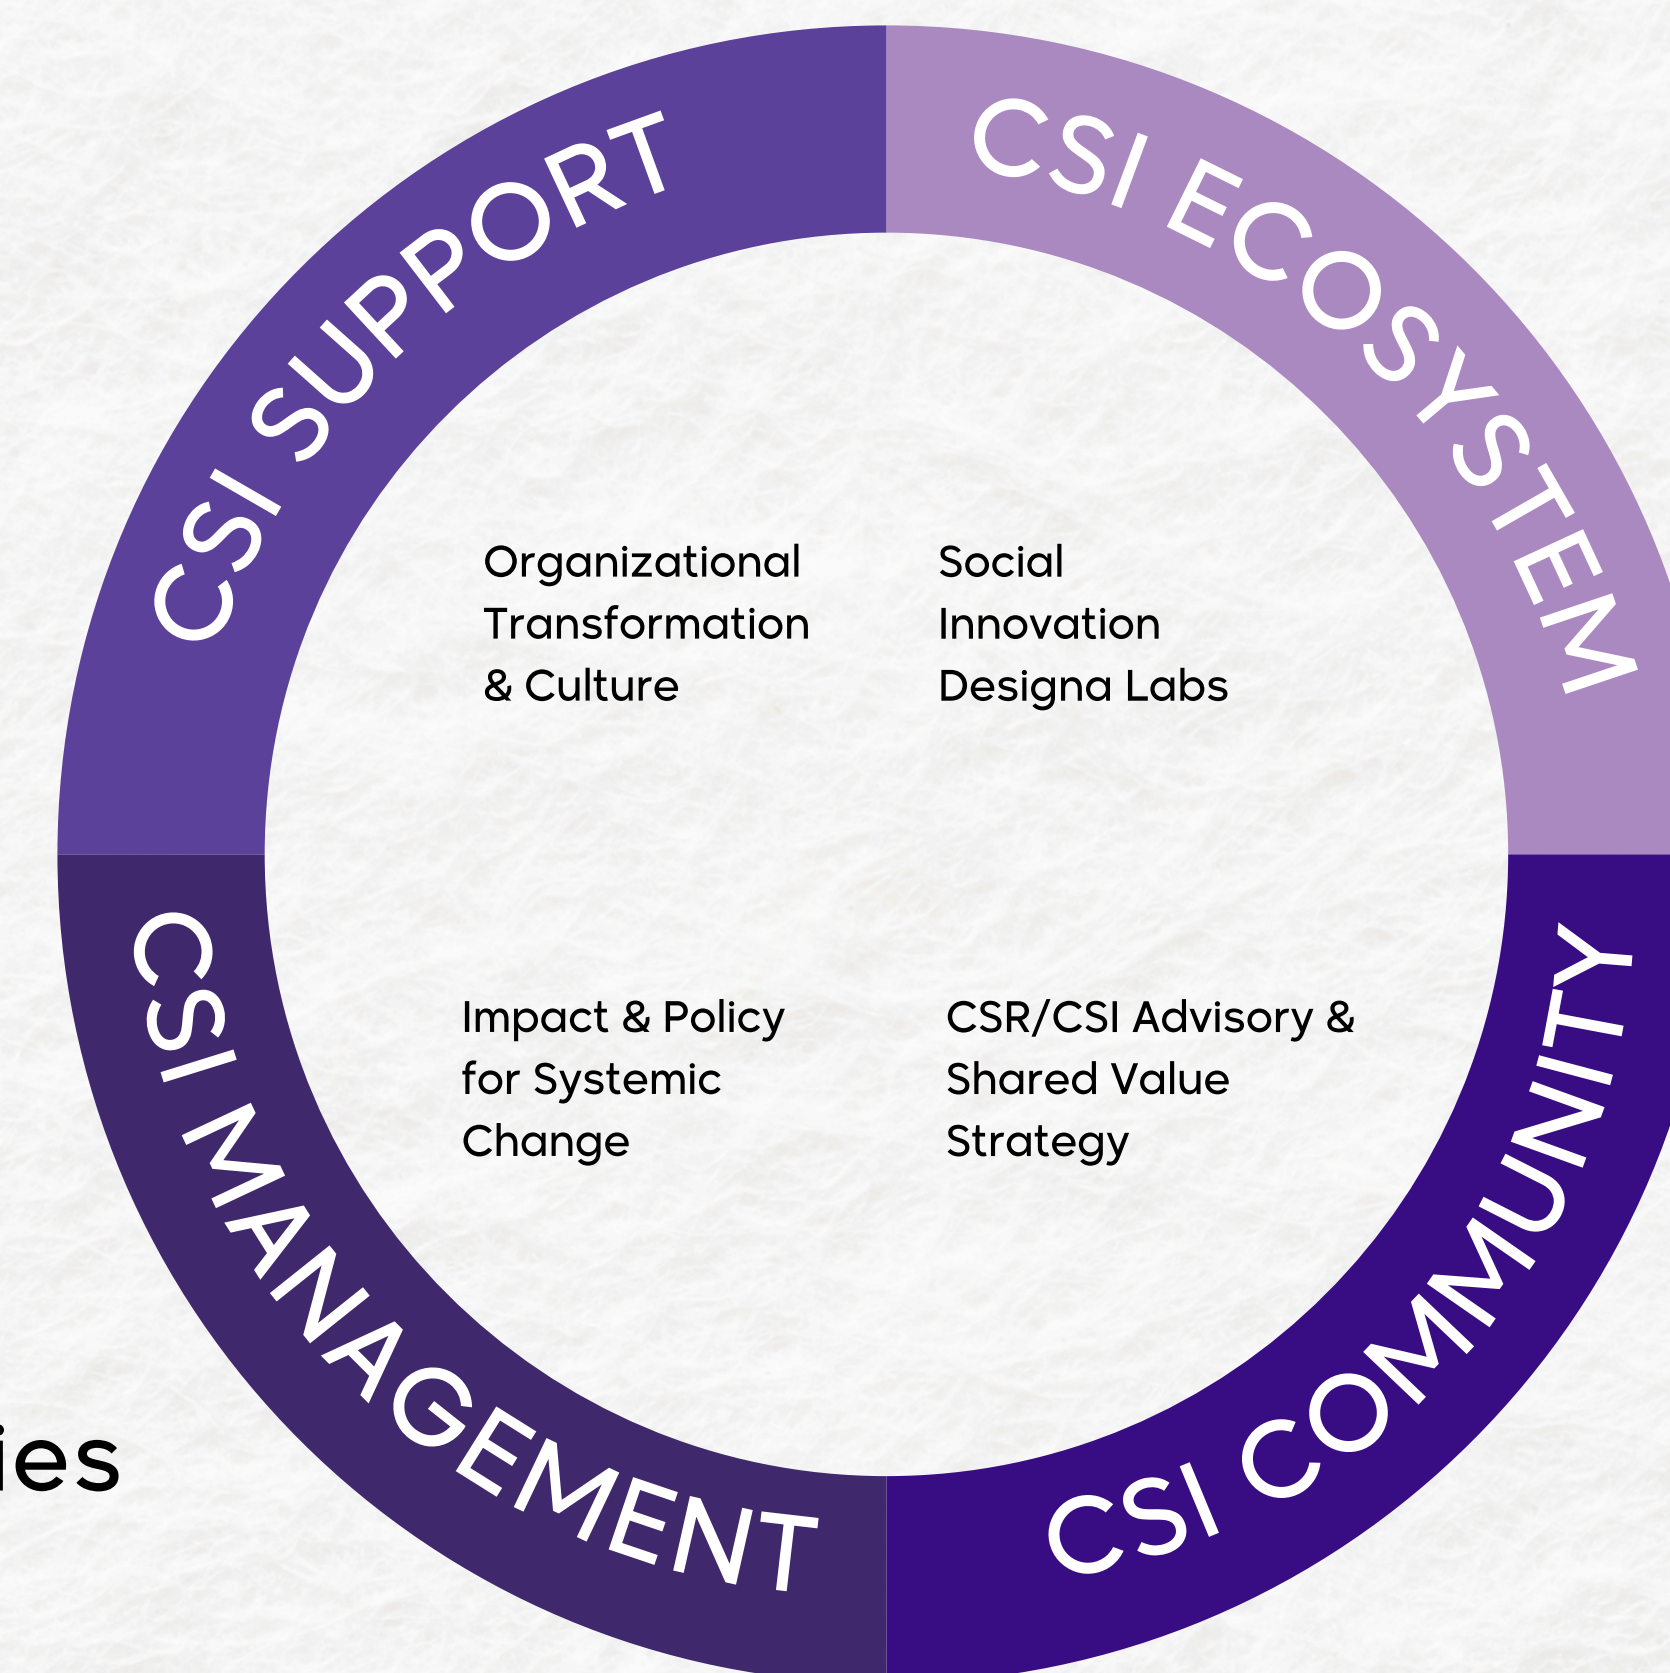 CSI SUPPORT
CSI ECOSYSTEM
Organizational
Transformation
& Culture
Social
Innovation
Designa Labs
Impact & Policy
for Systemic
Change
CSR/CSI Advisory &
Shared Value
Strategy
CSI MANAGEMENT
CSI COMMUNITY
ies